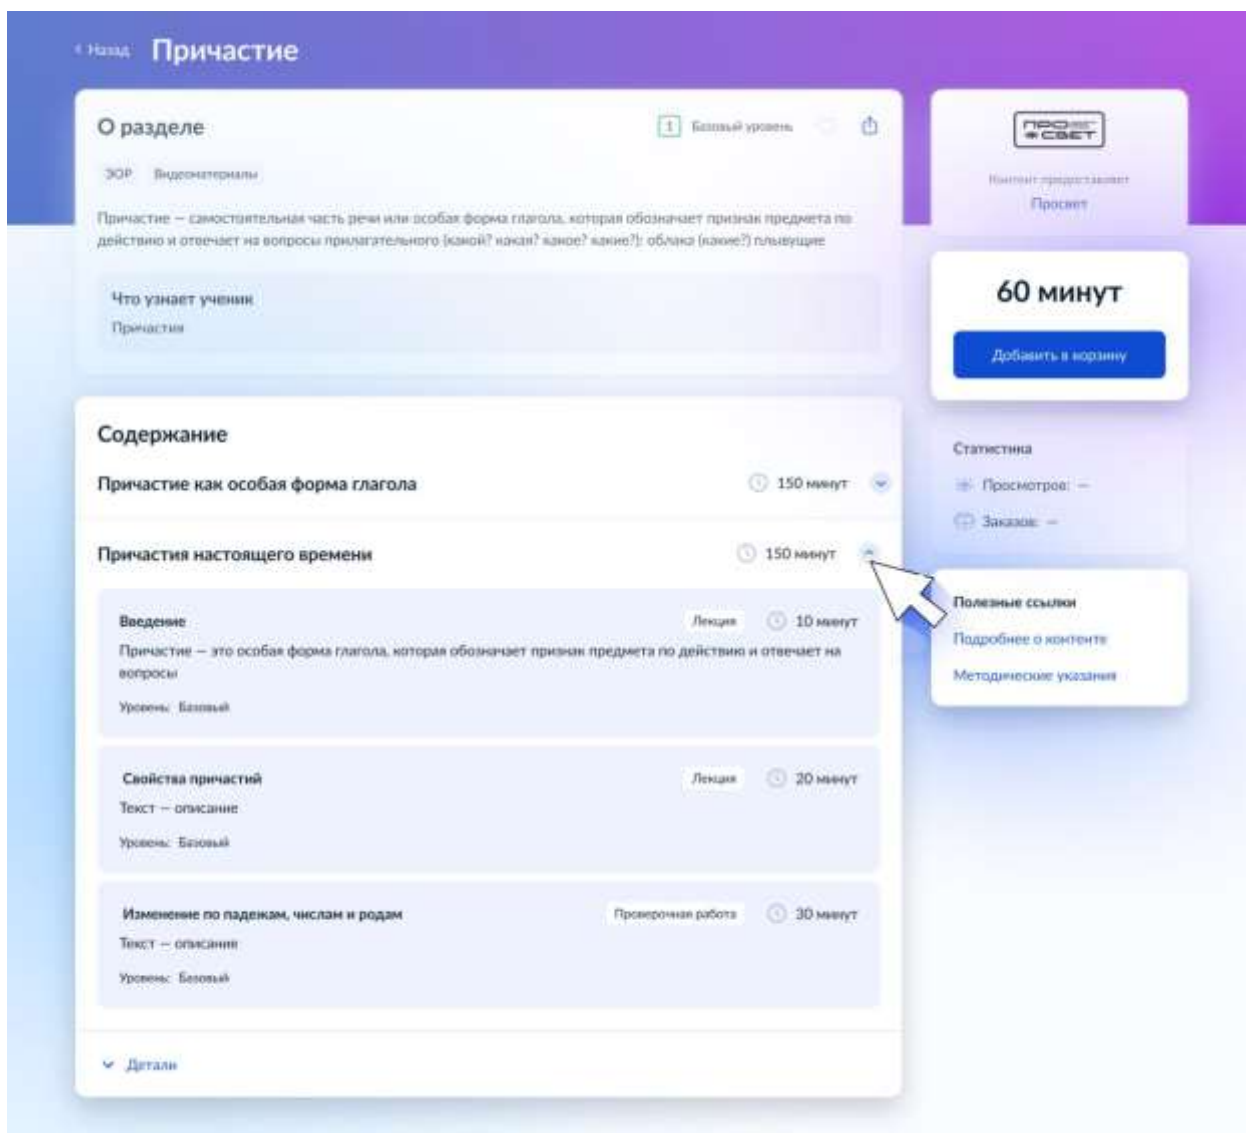 Назад Причастие
О разделе
1 Базовый уровень
ЭОР Видеоматериалы
Причастие — самостоятельная часть речи или особая форма глагола, которая обозначает признак предмета по
действию и отвечает на вопросы прилагательного (какой? какая? какое? какие?): облака (какие?) плывущие
Что узнает ученик
Причастия
ПРО
СВЕТ
Контент предоставляет
Просвет
60 минут
Добавить в корзину
Содержание
Причастие как особая форма глагола 150 минут
Причастия настоящего времени 150 минут
Введение Лекция 10 минут
Причастие — это особая форма глагола, которая обозначает признак предмета по действию и отвечает на
вопросы
Уровень: Базовый
Свойства причастий Лекция 20 минут
Текст — описание
Уровень: Базовый
Изменение по падежам, числам и родам Проверочная работа 30 минут
Текст — описание
Уровень: Базовый
Детали
Статистика
Просмотров: —
Заказов: —
Полезные ссылки
Подробнее о контенте
Методические указания